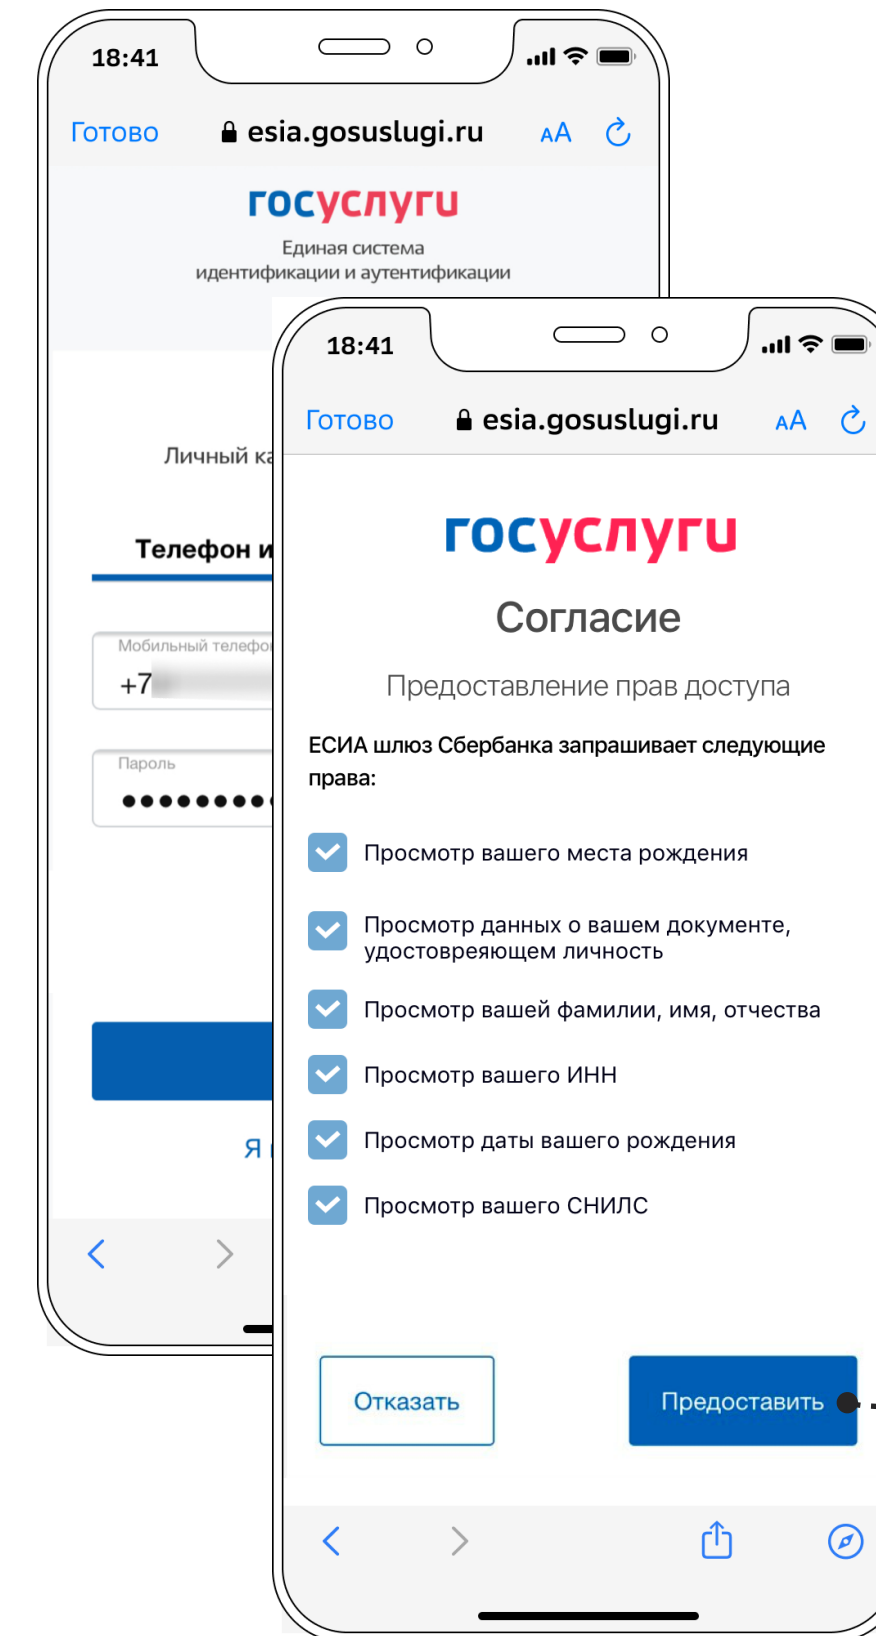 18:41
Готово
esia.gosuslugi.ru
AA
госуслуги
Единая система
идентификации и аутентификации
Личный
Телефон и
Мобильный телефон
+7
Пароль
Я
18:41
Готово
esia.gosuslugi.ru
AA
госуслуги
Согласие
Предоставление прав доступа
ЕСИА шлюз Сбербанка запрашивает следующие
права:
Просмотр вашего места рождения
Просмотр данных о вашем документе,
удостовреяющем личность
Просмотр вашей фамилии, имя, отчества
Просмотр вашего ИНН
Просмотр даты вашего рождения
Просмотр вашего СНИЛС
Отказать
Предоставить